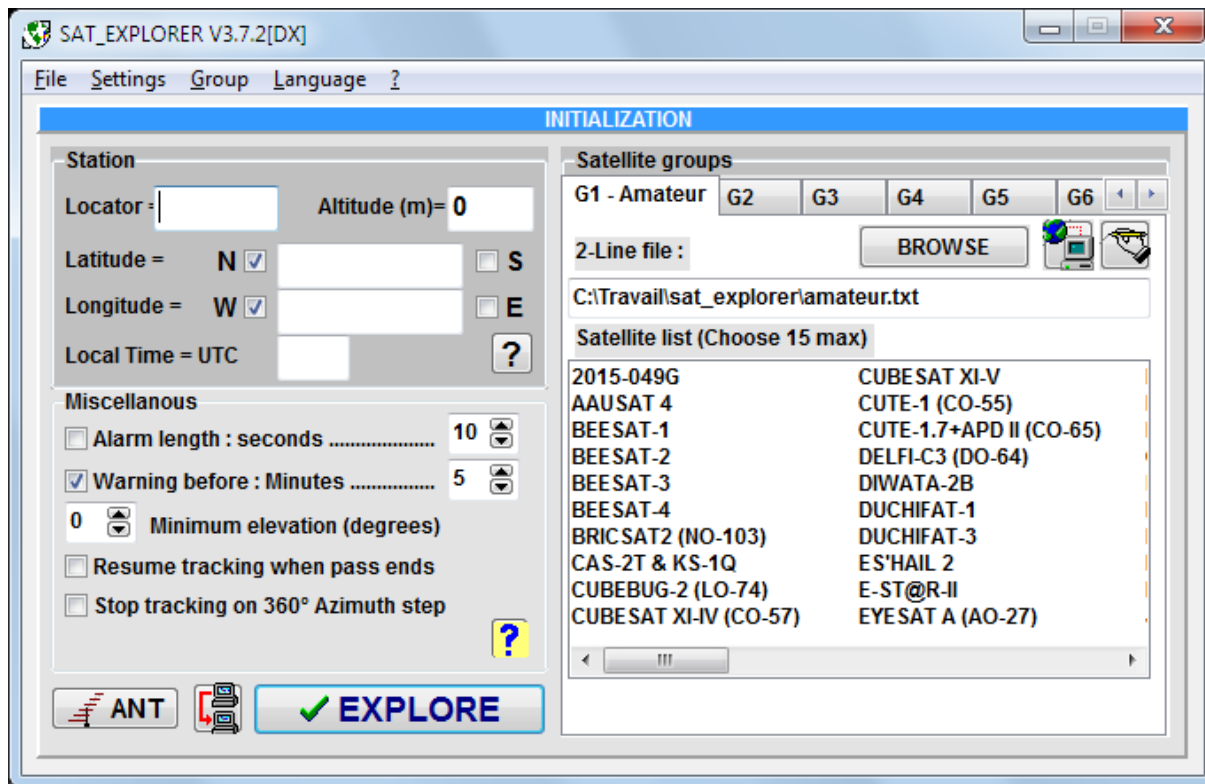 SAT_EXPLORER V3.7.2[DX]
File Settings Group Language ?
INITIALIZATION
Station
Locator = Altitude (m)= 0
Latitude = N S
Longitude = W E
Local Time = UTC ?
Miscellanous
Alarm length : seconds ..................... 10
Warning before : Minutes ................ 5
0 Minimum elevation (degrees)
Resume tracking when pass ends
Stop tracking on 360° Azimuth step
?
ANT EXPLORE
Satellite groups
G1 - Amateur G2 G3 G4 G5 G6
2-Line file : BROWSE
C:\Travail\sat_explorer\amateur.txt
Satellite list (Choose 15 max)
2015-049G CUBESAT XI-V
AAUSAT 4 CUTE-1 (CO-55)
BEESAT-1 CUTE-1.7+APD II (CO-65)
BEESAT-2 DELFI-C3 (DO-64)
BEESAT-3 DIWATA-2B
BEESAT-4 DUCHIFAT-1
BRICSAT2 (NO-103) DUCHIFAT-3
CAS-2T & KS-1Q ES'HAIL 2
CUBEBUG-2 (LO-74) E-ST@R-II
CUBESAT XI-IV (CO-57) EYESAT A (AO-27)